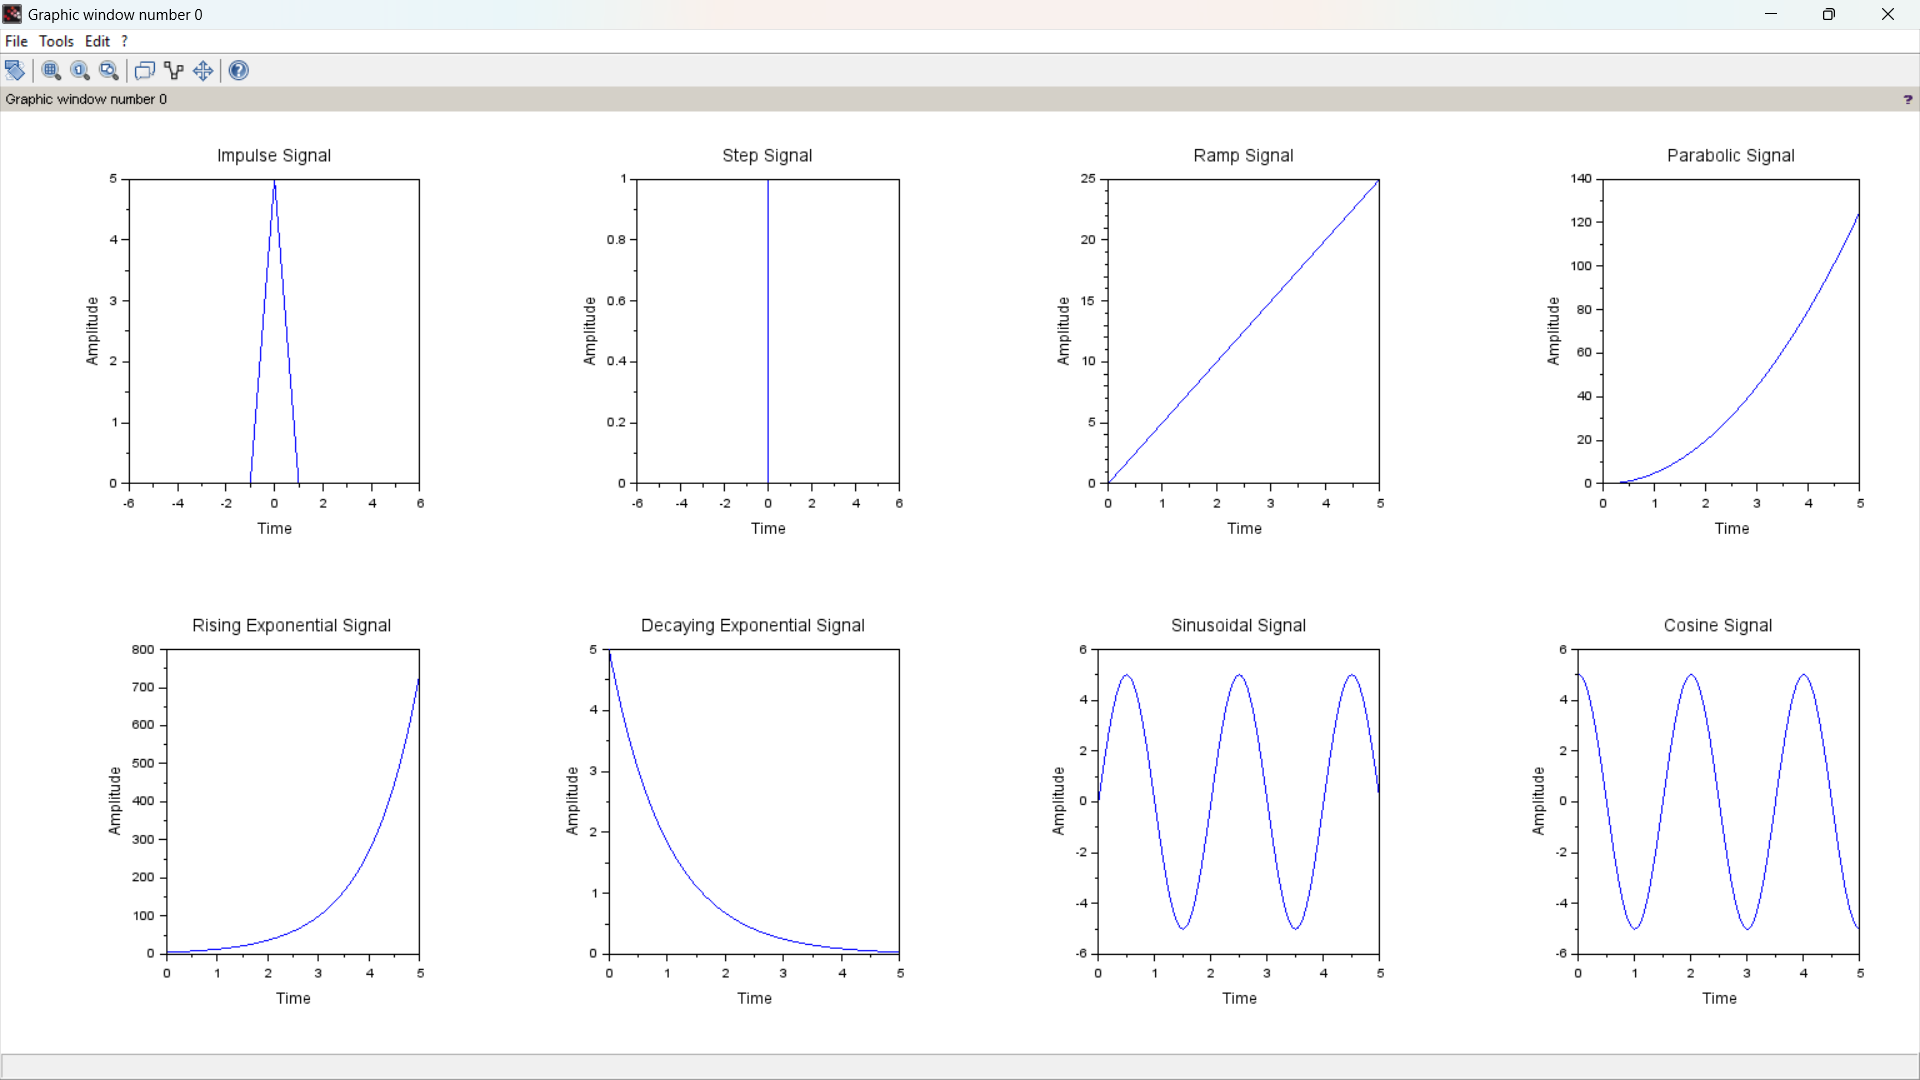 Graphic window number 0
File Tools Edit ?
Graphic window number 0 ?
Impulse Signal
5
4
3
2
1
0
-6 -4 -2 0 2 4 6
Amplitude
Time
Step Signal
1
0.8
0.6
0.4
0.2
0
-6 -4 -2 0 2 4 6
Amplitude
Time
Ramp Signal
25
20
15
10
5
0
0 1 2 3 4 5
Amplitude
Time
Parabolic Signal
140
120
100
80
60
40
20
0
0 1 2 3 4 5
Amplitude
Time
Rising Exponential Signal
800
700
600
500
400
300
200
100
0
0 1 2 3 4 5
Amplitude
Time
Decaying Exponential Signal
5
4
3
2
1
0
0 1 2 3 4 5
Amplitude
Time
Sinusoidal Signal
6
4
2
0
-2
-4
-6
0 1 2 3 4 5
Amplitude
Time
Cosine Signal
6
4
2
0
-2
-4
-6
0 1 2 3 4 5
Amplitude
Time